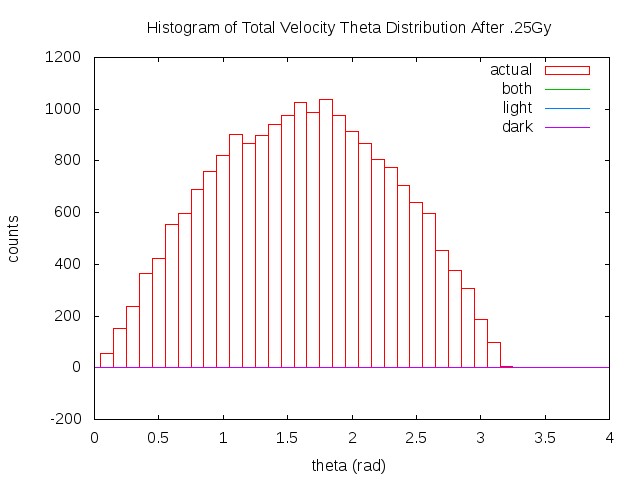 Histogram of Total Velocity Theta Distribution After .25Gy
1200
1000
800
600
400
200
0
-200
counts
actual
both
light
dark
0 0.5 1 1.5 2 2.5 3 3.5 4
theta (rad)